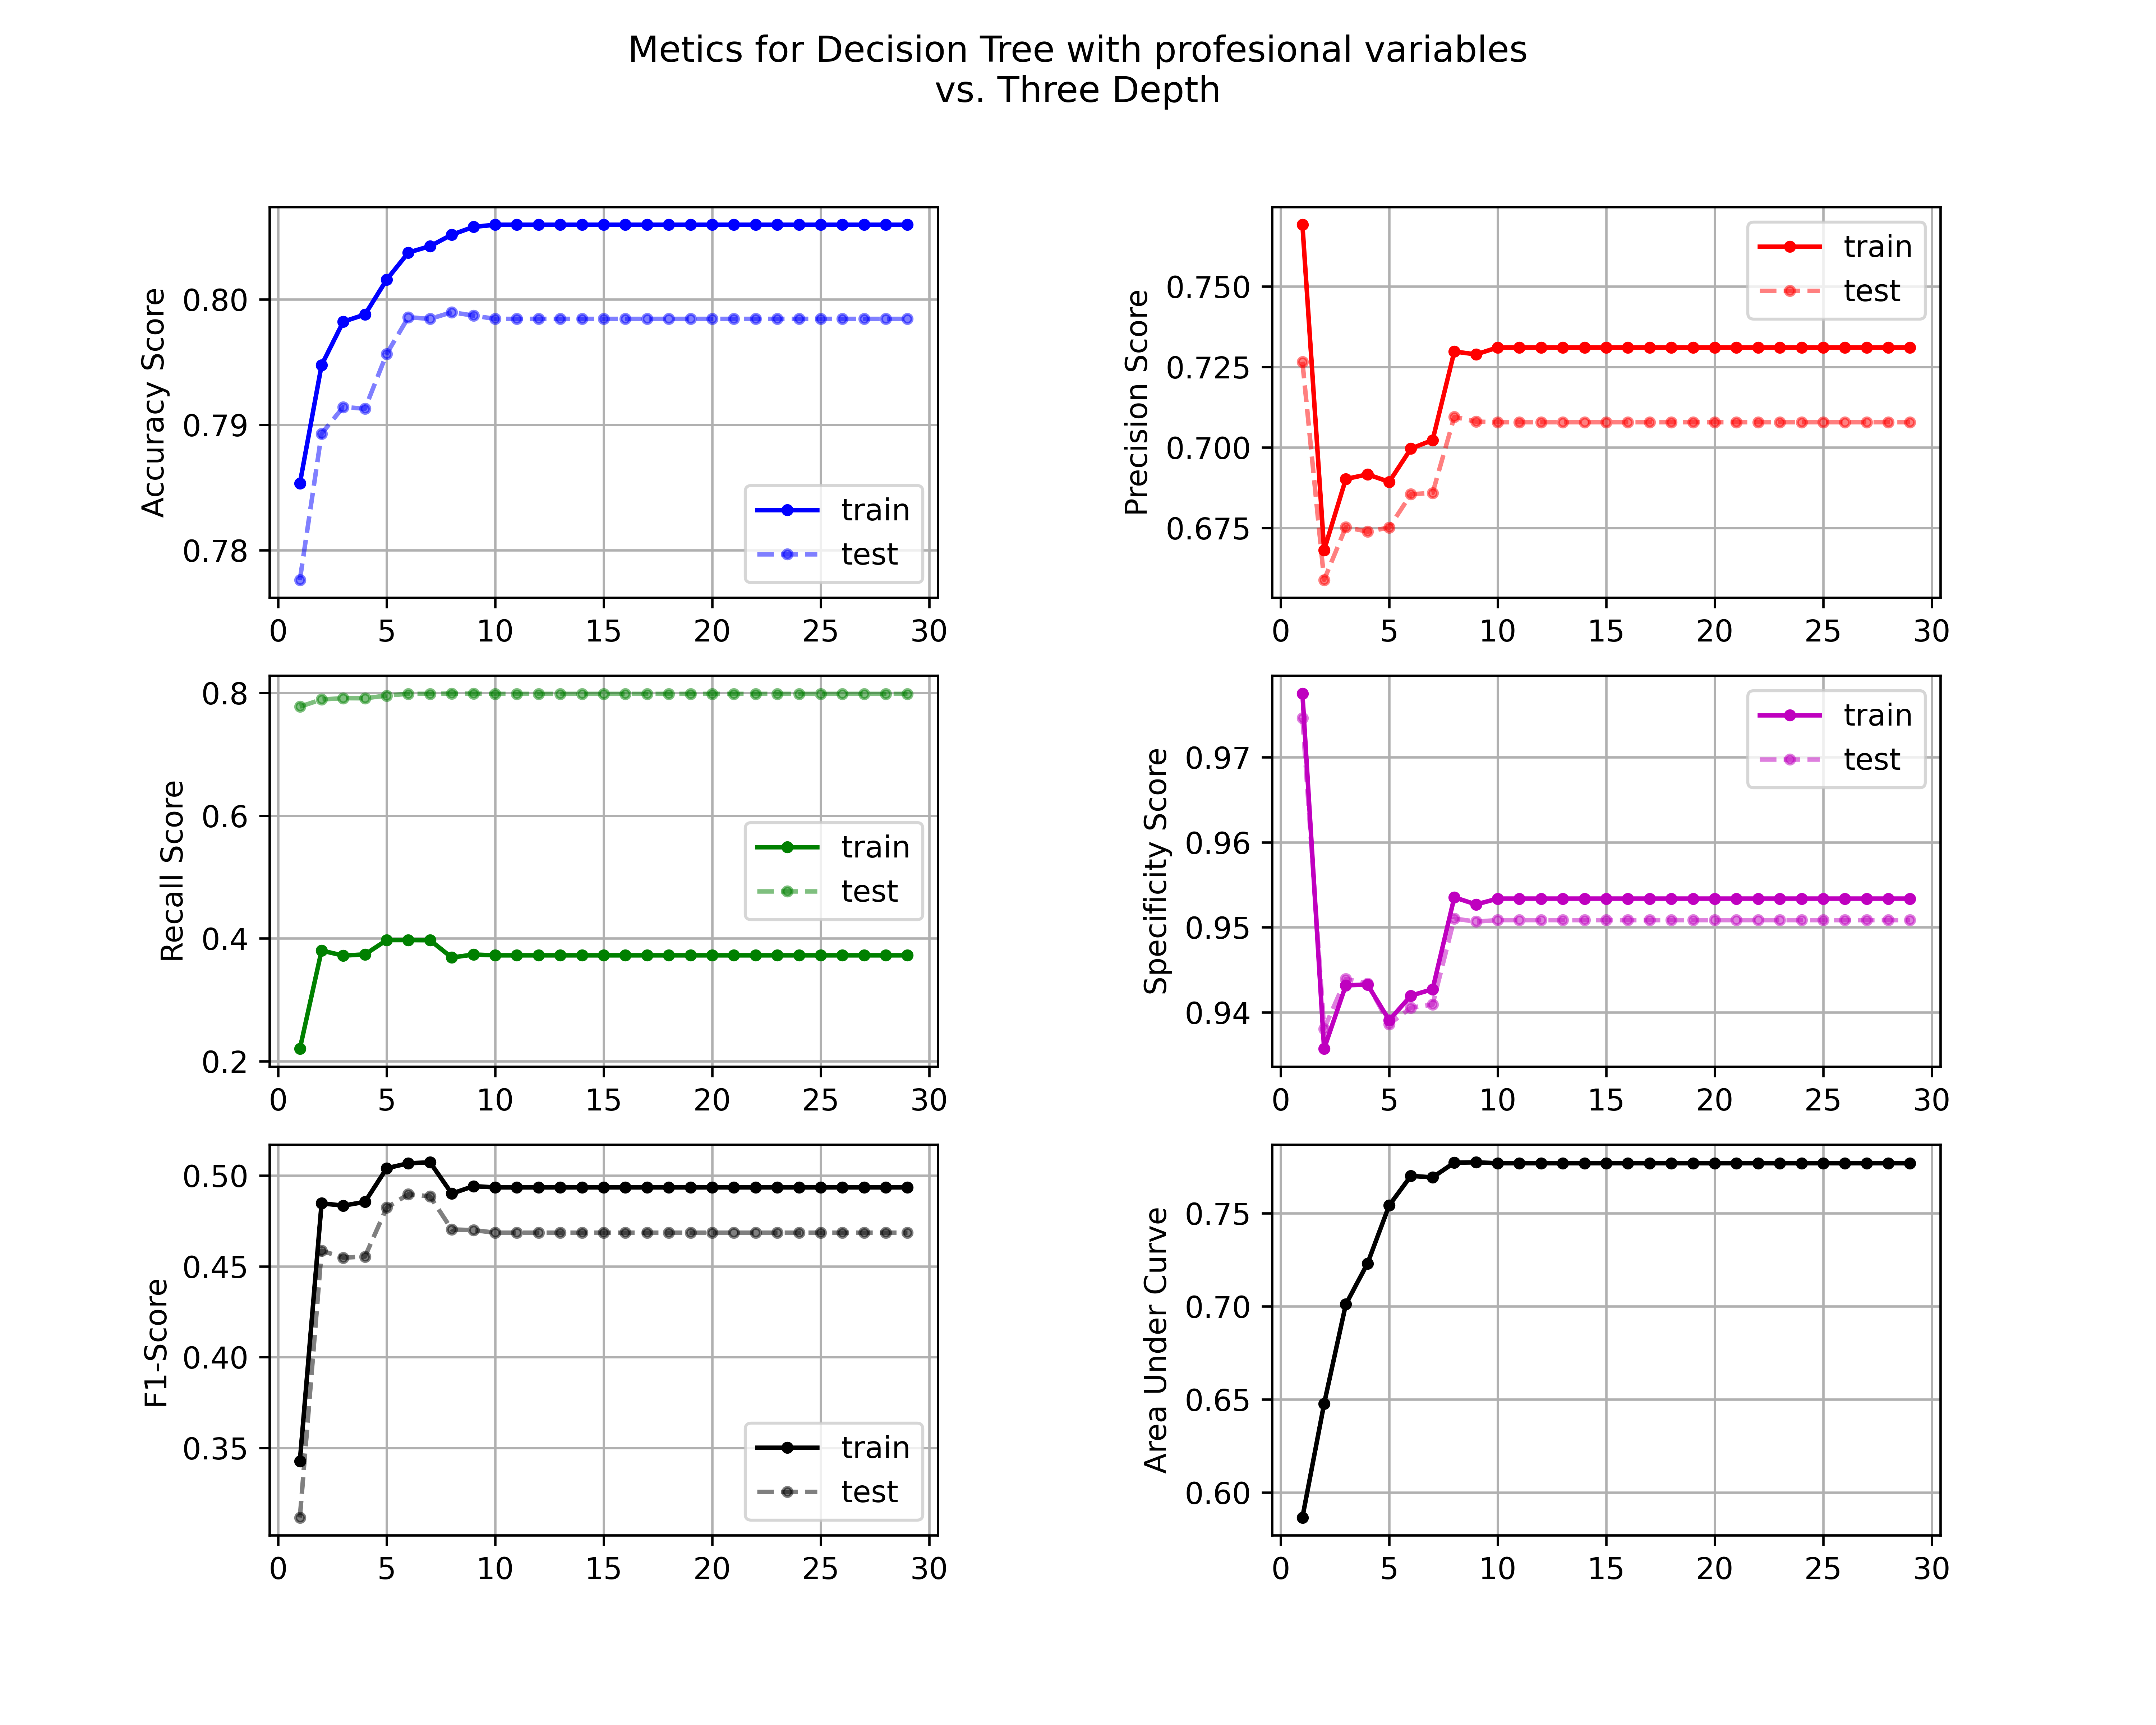 Metics for Decision Tree with profesional variables
vs. Three Depth
Accuracy Score
0.80
0.79
0.78
train
test
0 5 10 15 20 25 30
Precision Score
0.750
0.725
0.700
0.675
train
test
0 5 10 15 20 25 30
Recall Score
0.8
0.6
0.4
0.2
train
test
0 5 10 15 20 25 30
Specificity Score
0.97
0.96
0.95
0.94
train
test
0 5 10 15 20 25 30
F1-Score
0.50
0.45
0.40
0.35
train
test
0 5 10 15 20 25 30
Area Under Curve
0.75
0.70
0.65
0.60
0 5 10 15 20 25 30